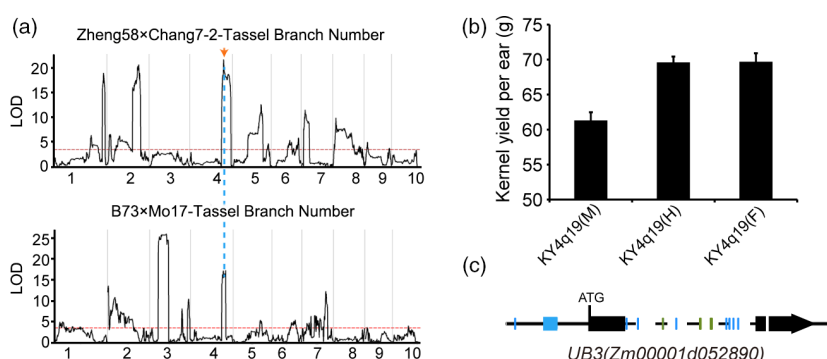 (a)
Zheng58×Chang7-2-Tassel Branch Number
LOD
20
15
10
5
0
1 2 3 4 5 6 7 8 9 10
B73×Mo17-Tassel Branch Number
LOD
25
20
15
10
5
0
1 2 3 4 5 6 7 8 9 10
(b)
Kernel yield per ear (g)
75
70
65
60
55
50
KY4q19(M) KY4q19(H) KY4q19(F)
(c)
ATG
UB3(Zm00001d052890)